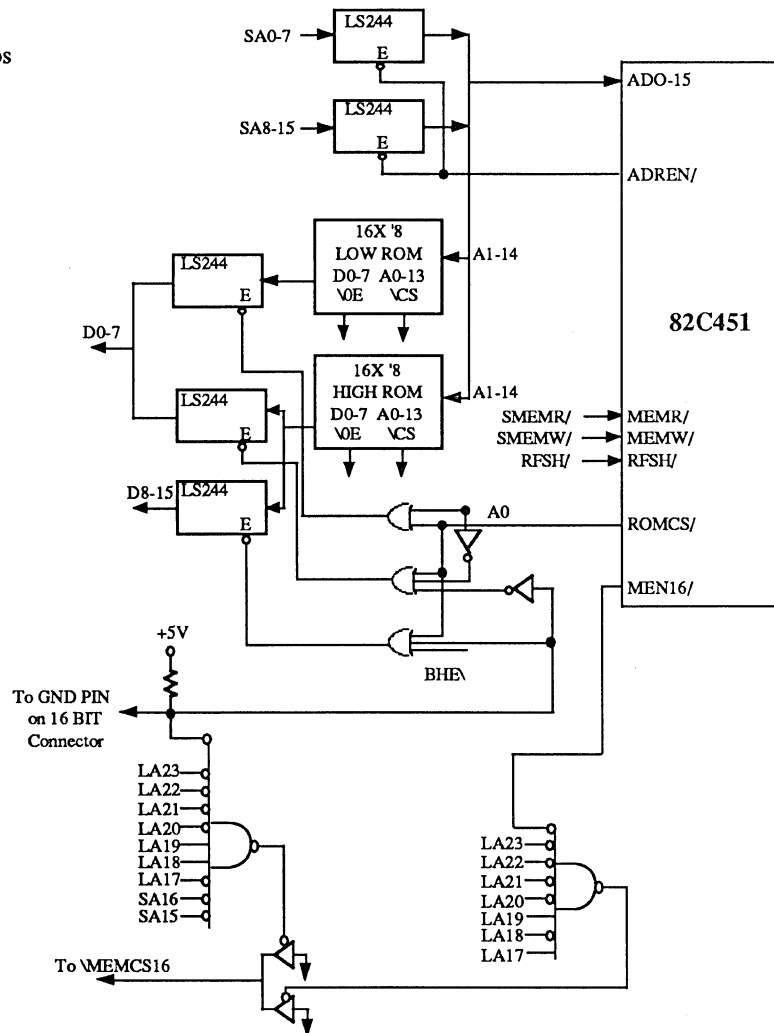 OS
SA0-7
LS244
E
ADO-15
SA8-15
LS244
E
ADREN/
16X '8
LOW ROM
D0-7 A0-13
\0E \CS
A1-14
LS244
E
D0-7
82C451
16X '8
HIGH ROM
D0-7 A0-13
\0E \CS
A1-14
LS244
E
SMEMR/
MEMR/
SMEMW/
MEMW/
RFSH/
RFSH/
D8-15
LS244
E
A0
ROMCS/
MEN16/
+5V
BHE\
To GND PIN
on 16 BIT
Connector
LA23
LA22
LA21
LA20
LA19
LA18
LA17
SA16
SA15
LA23
LA22
LA21
LA20
LA19
LA18
LA17
To \MEMCS16